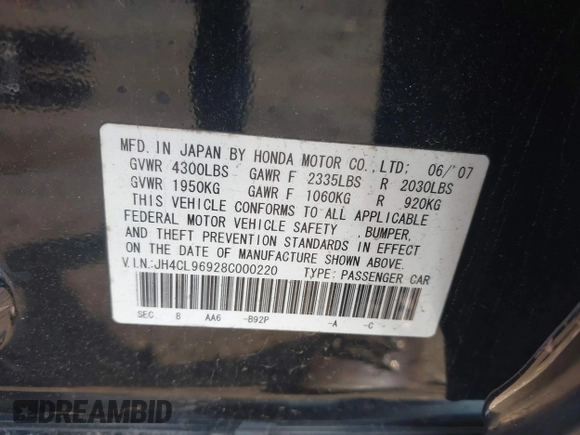 MFD. IN JAPAN BY HONDA MOTOR CO.,LTD: 06/'07
GVWR 4300LBS GAWR F 2335LBS R 2030LBS
GVWR 1950KG GAWR F 1060KG R 920KG
THIS VEHICLE CONFORMS TO ALL APPLICABLE
FEDERAL MOTOR VEHICLE SAFETY ,BUMPER,
AND THEFT PREVENTION STANDARDS IN EFFECT
ON THE DATE OF MANUFACTURE SHOWN ABOVE.
V.I.N.:JH4CL96928C000220 TYPE: PASSENGER CAR
SEC 8 AA6 -B92P -A -C
DREAMBID